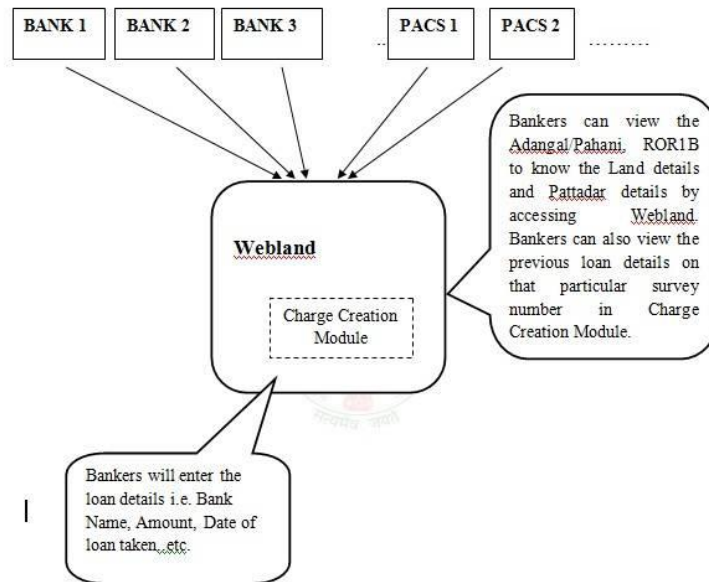 BANK 1 BANK 2 BANK 3 .. PACS 1 PACS 2 .........
Bankers can view the
Adangal/Pahani, ROR1B
to know the Land details
and Pattadar details by
accessing Webland.
Bankers can also view the
previous loan details on
that particular survey
number in Charge
Creation Module.
Webland
Charge Creation
Module
सत्यमेव जयते
Bankers will enter the
loan details i.e. Bank
Name, Amount, Date of
loan taken, etc.